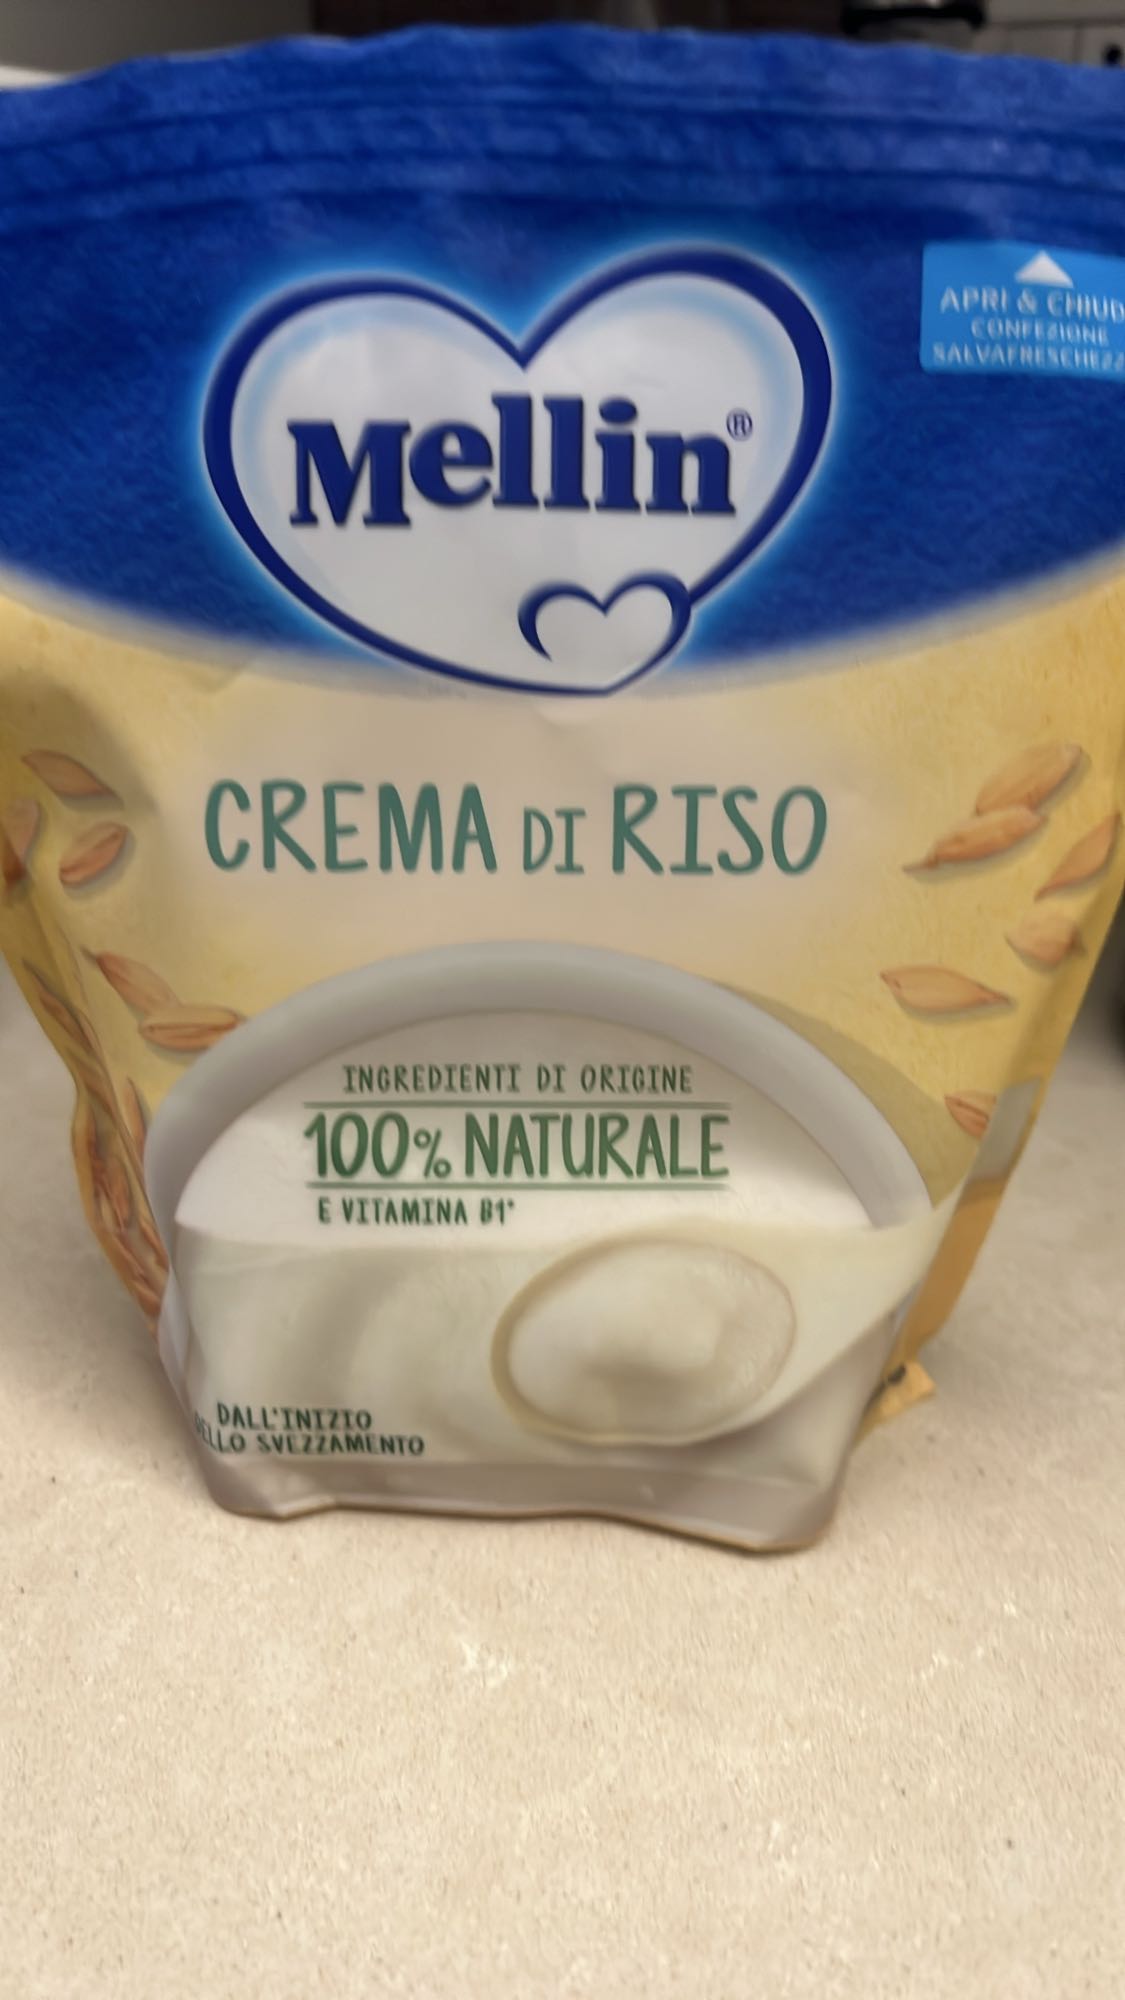 Mellin®
APRI & CHIUD
CONFEZIONE
SALVAFRESCHEZZ
CREMA DI RISO
INGREDIENTI DI ORIGINE
100% NATURALE
E VITAMINA B1*
DALL'INIZIO
DELLO SVEZZAMENTO